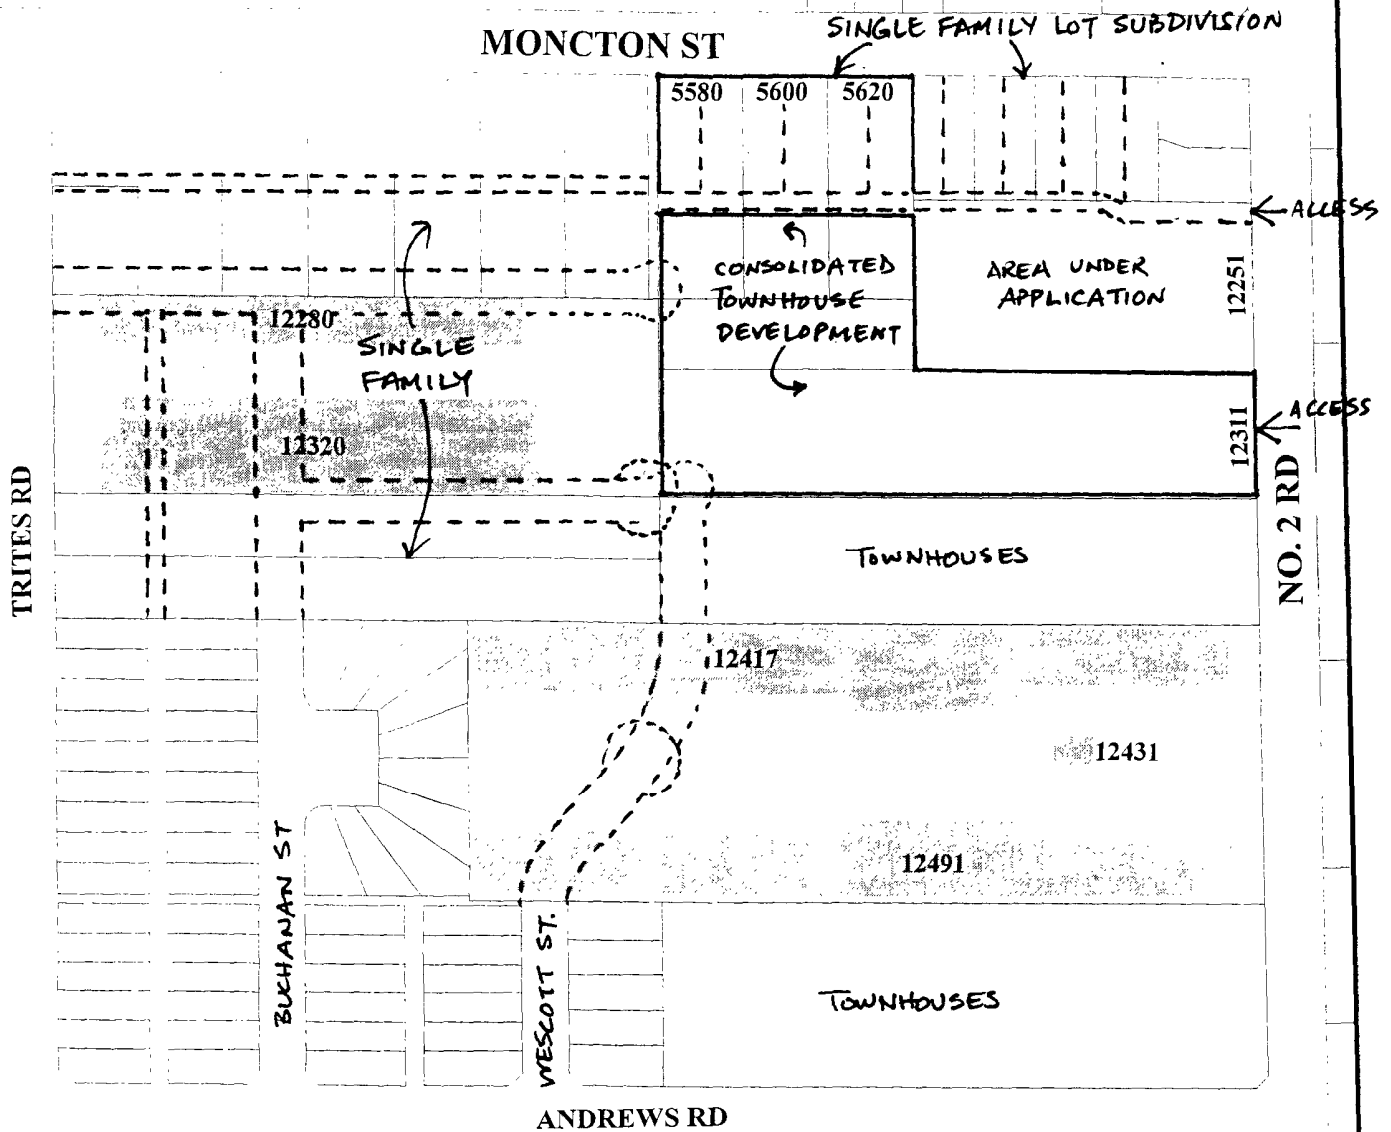 SINGLE FAMILY LOT SUBDIVISION
MONCTON ST
5580 5600 5620
ACCESS
CONSOLIDATED
TOWNHOUSE
DEVELOPMENT
AREA UNDER
APPLICATION
12251
12280
SINGLE
FAMILY
12320
ACCESS
12311
TRITES RD
NO. 2 RD
TOWNHOUSES
12417
12431
12491
BUCHANAN ST
WESCOTT ST.
TOWNHOUSES
ANDREWS RD